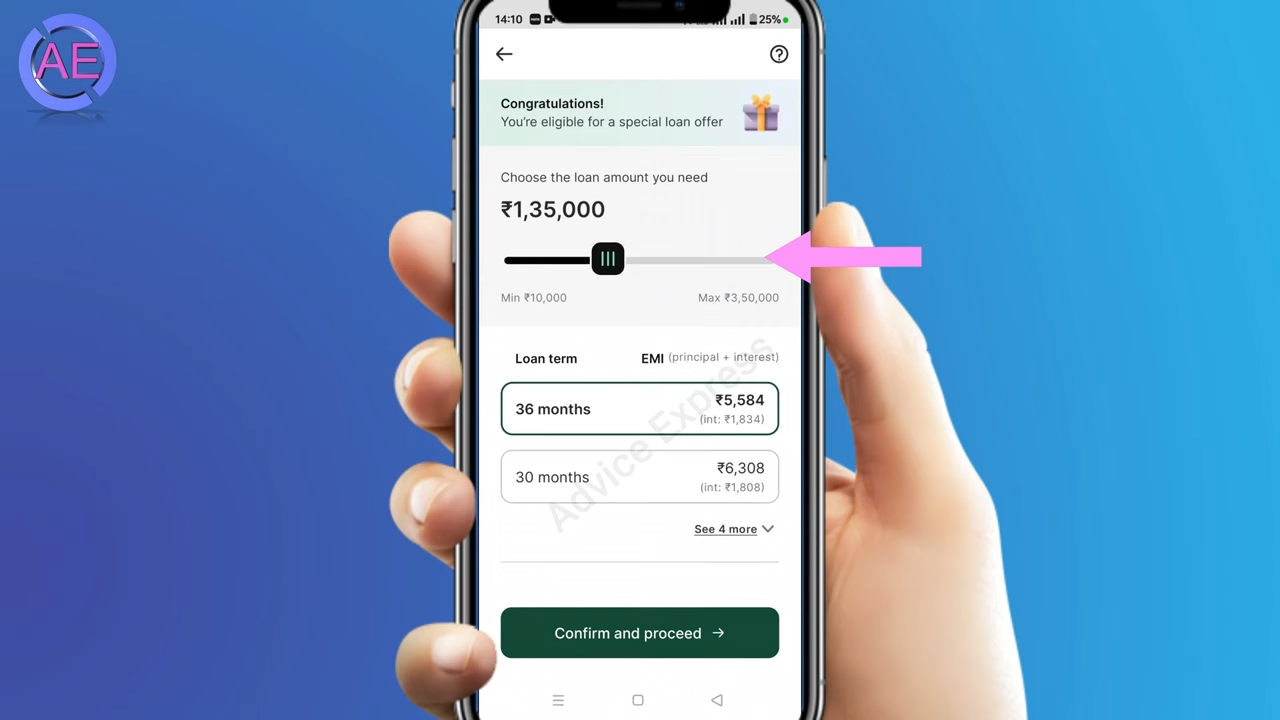 AE
14:10
25%
Congratulations!
You're eligible for a special loan offer
Choose the loan amount you need
₹1,35,000
Min ₹10,000 Max ₹3,50,000
Loan term EMI (principal + interest)
36 months ₹5,584
(int: ₹1,834)
30 months ₹6,308
(int: ₹1,808)
See 4 more
Confirm and proceed →
Advice Express